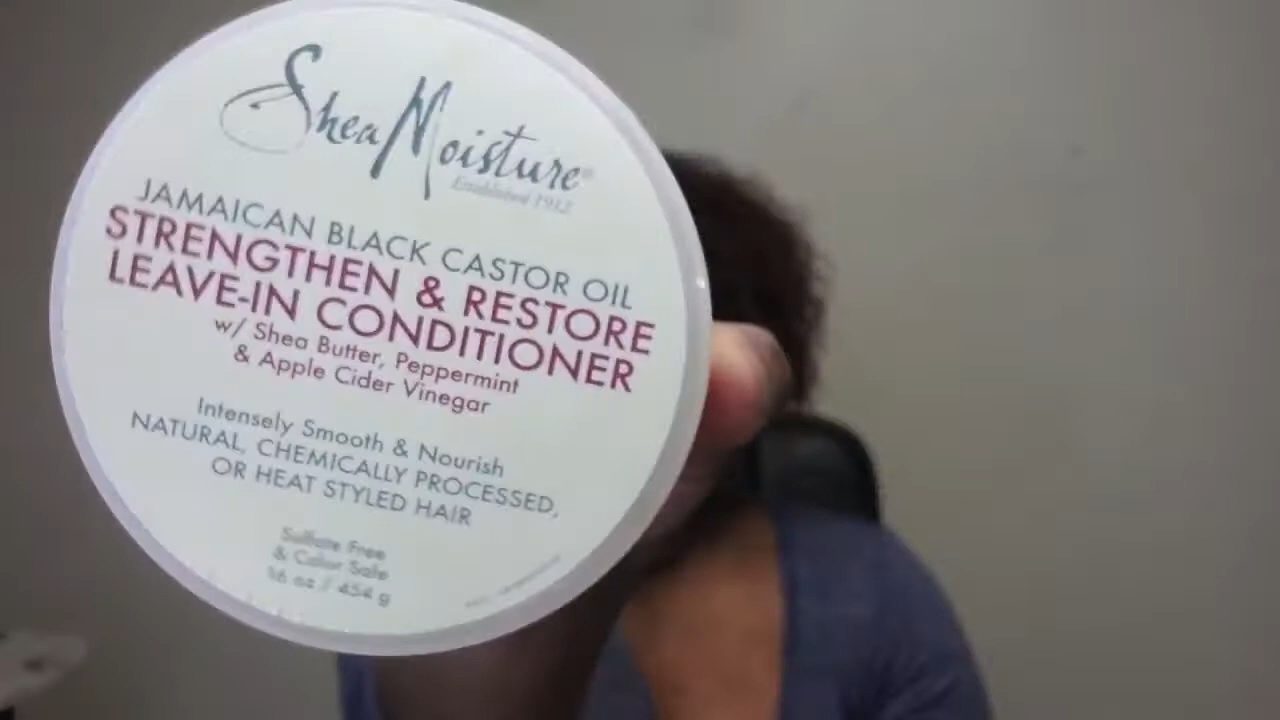 SheaMoisture®
Established 1912
JAMAICAN BLACK CASTOR OIL
STRENGTHEN & RESTORE
LEAVE-IN CONDITIONER
w/ Shea Butter, Peppermint
& Apple Cider Vinegar
Intensely Smooth & Nourish
NATURAL, CHEMICALLY PROCESSED,
OR HEAT STYLED HAIR
Sulfate Free
& Color Safe
16 oz / 454 g